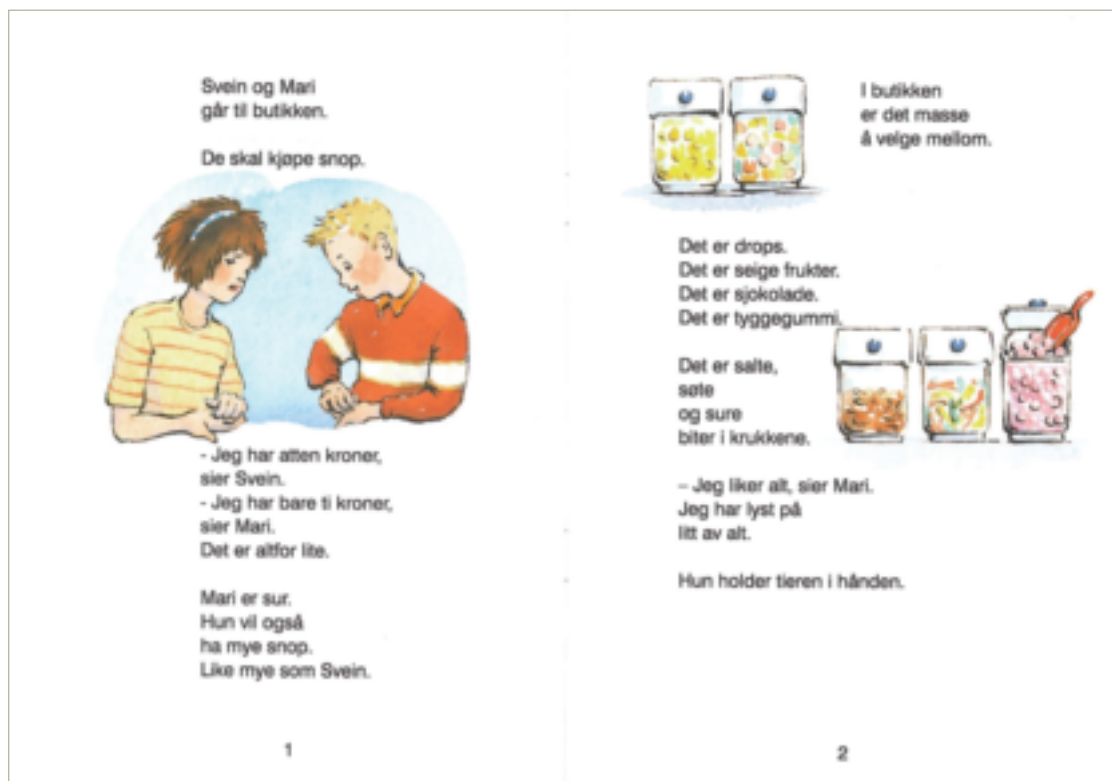 Svein og Mari
går til butikken.
De skal kjøpe snop.
- Jeg har atten kroner,
sier Svein.
- Jeg har bare ti kroner,
sier Mari.
Det er altfor lite.
Mari er sur.
Hun vil også
ha mye snop.
Like mye som Svein.
1
I butikken
er det masse
å velge mellom.
Det er drops.
Det er seige frukter.
Det er sjokolade.
Det er tyggegummi.
Det er salte,
søte
og sure
biter i krukkene.
– Jeg liker alt, sier Mari.
Jeg har lyst på
litt av alt.
Hun holder tieren i hånden.
2